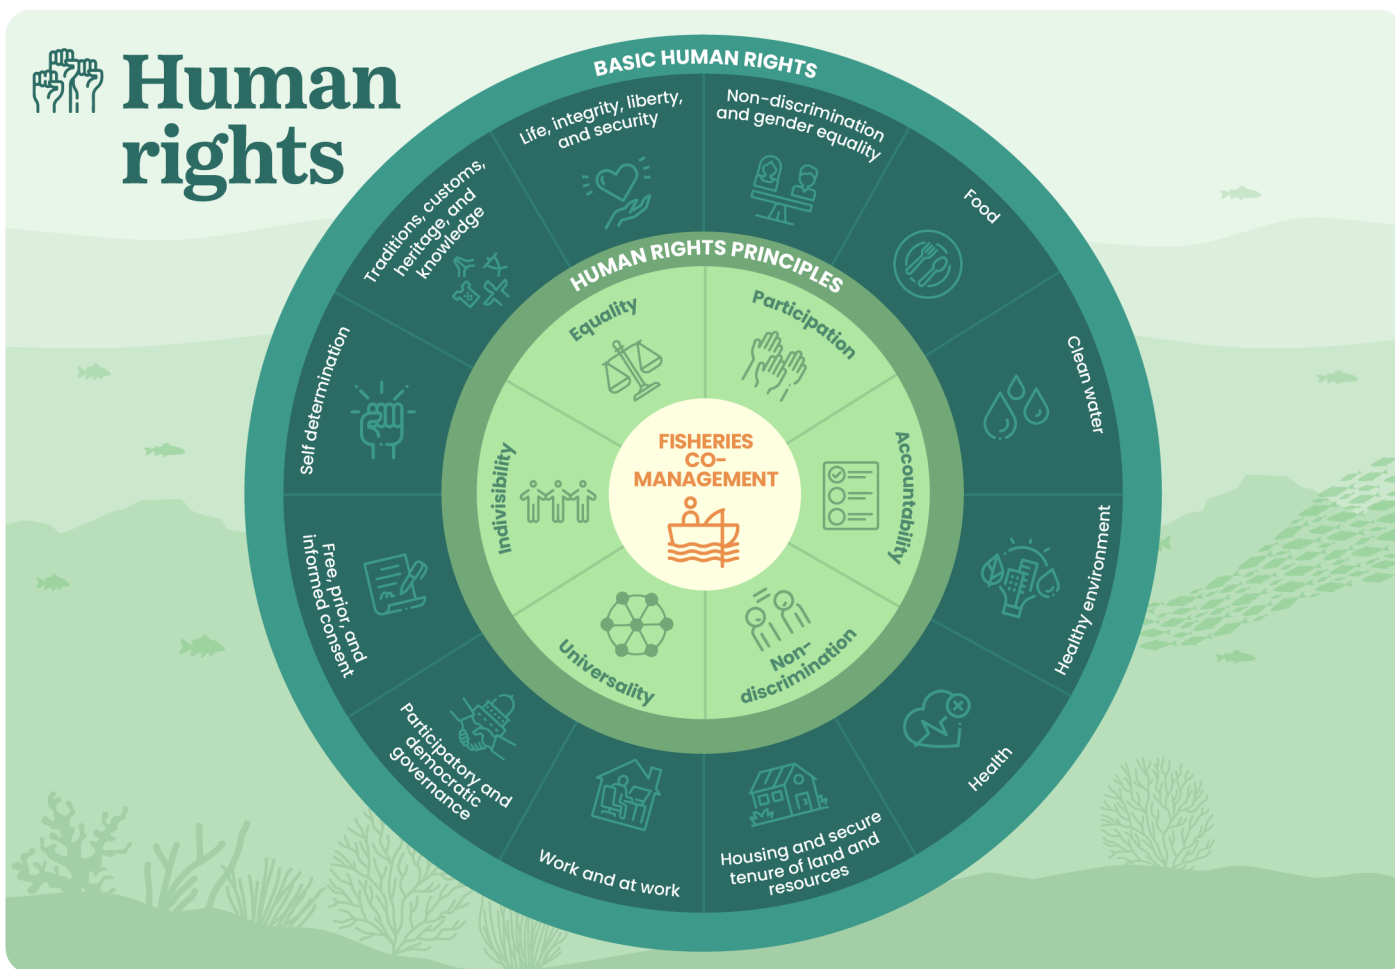 Human
rights
BASIC HUMAN RIGHTS
Life, integrity, liberty,
and security
Non-discrimination
and gender equality
Food
Clean water
Healthy environment
Health
Housing and secure
tenure of land and
resources
Work and at work
Participatory and
democratic
governance
Free, prior, and
informed consent
Self determination
Traditions, customs,
heritage, and
knowledge
HUMAN RIGHTS PRINCIPLES
Equality
Participation
Accountability
Non-
discrimination
Universality
Indivisibility
FISHERIES
CO-
MANAGEMENT